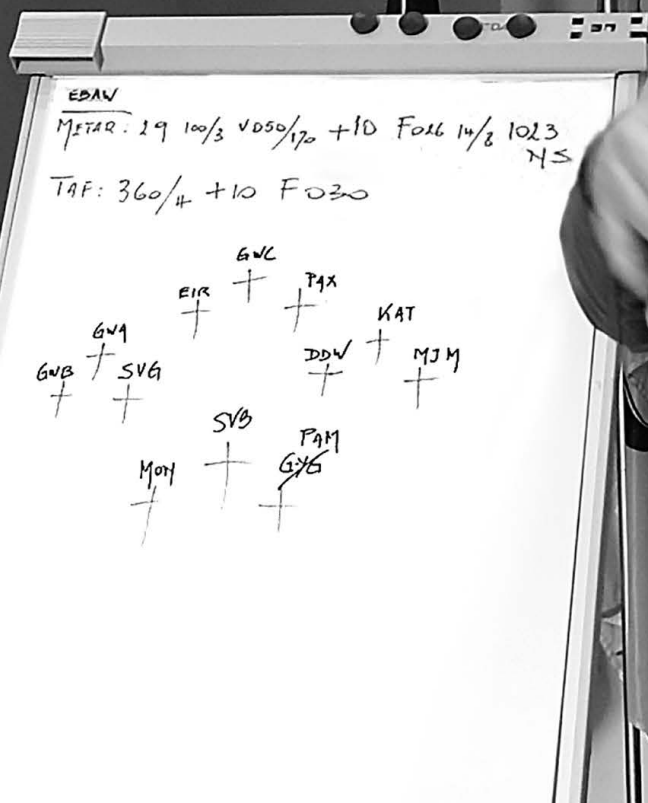 EBAW
METAR: 29 100/3 VD50/170 +10 F026 14/8 1023
NS
TAF: 360/4 +10 F030
GWC
EIR PAX
KAT
GWA DDW MJM
GWB SVG
SVB
PAM
MON